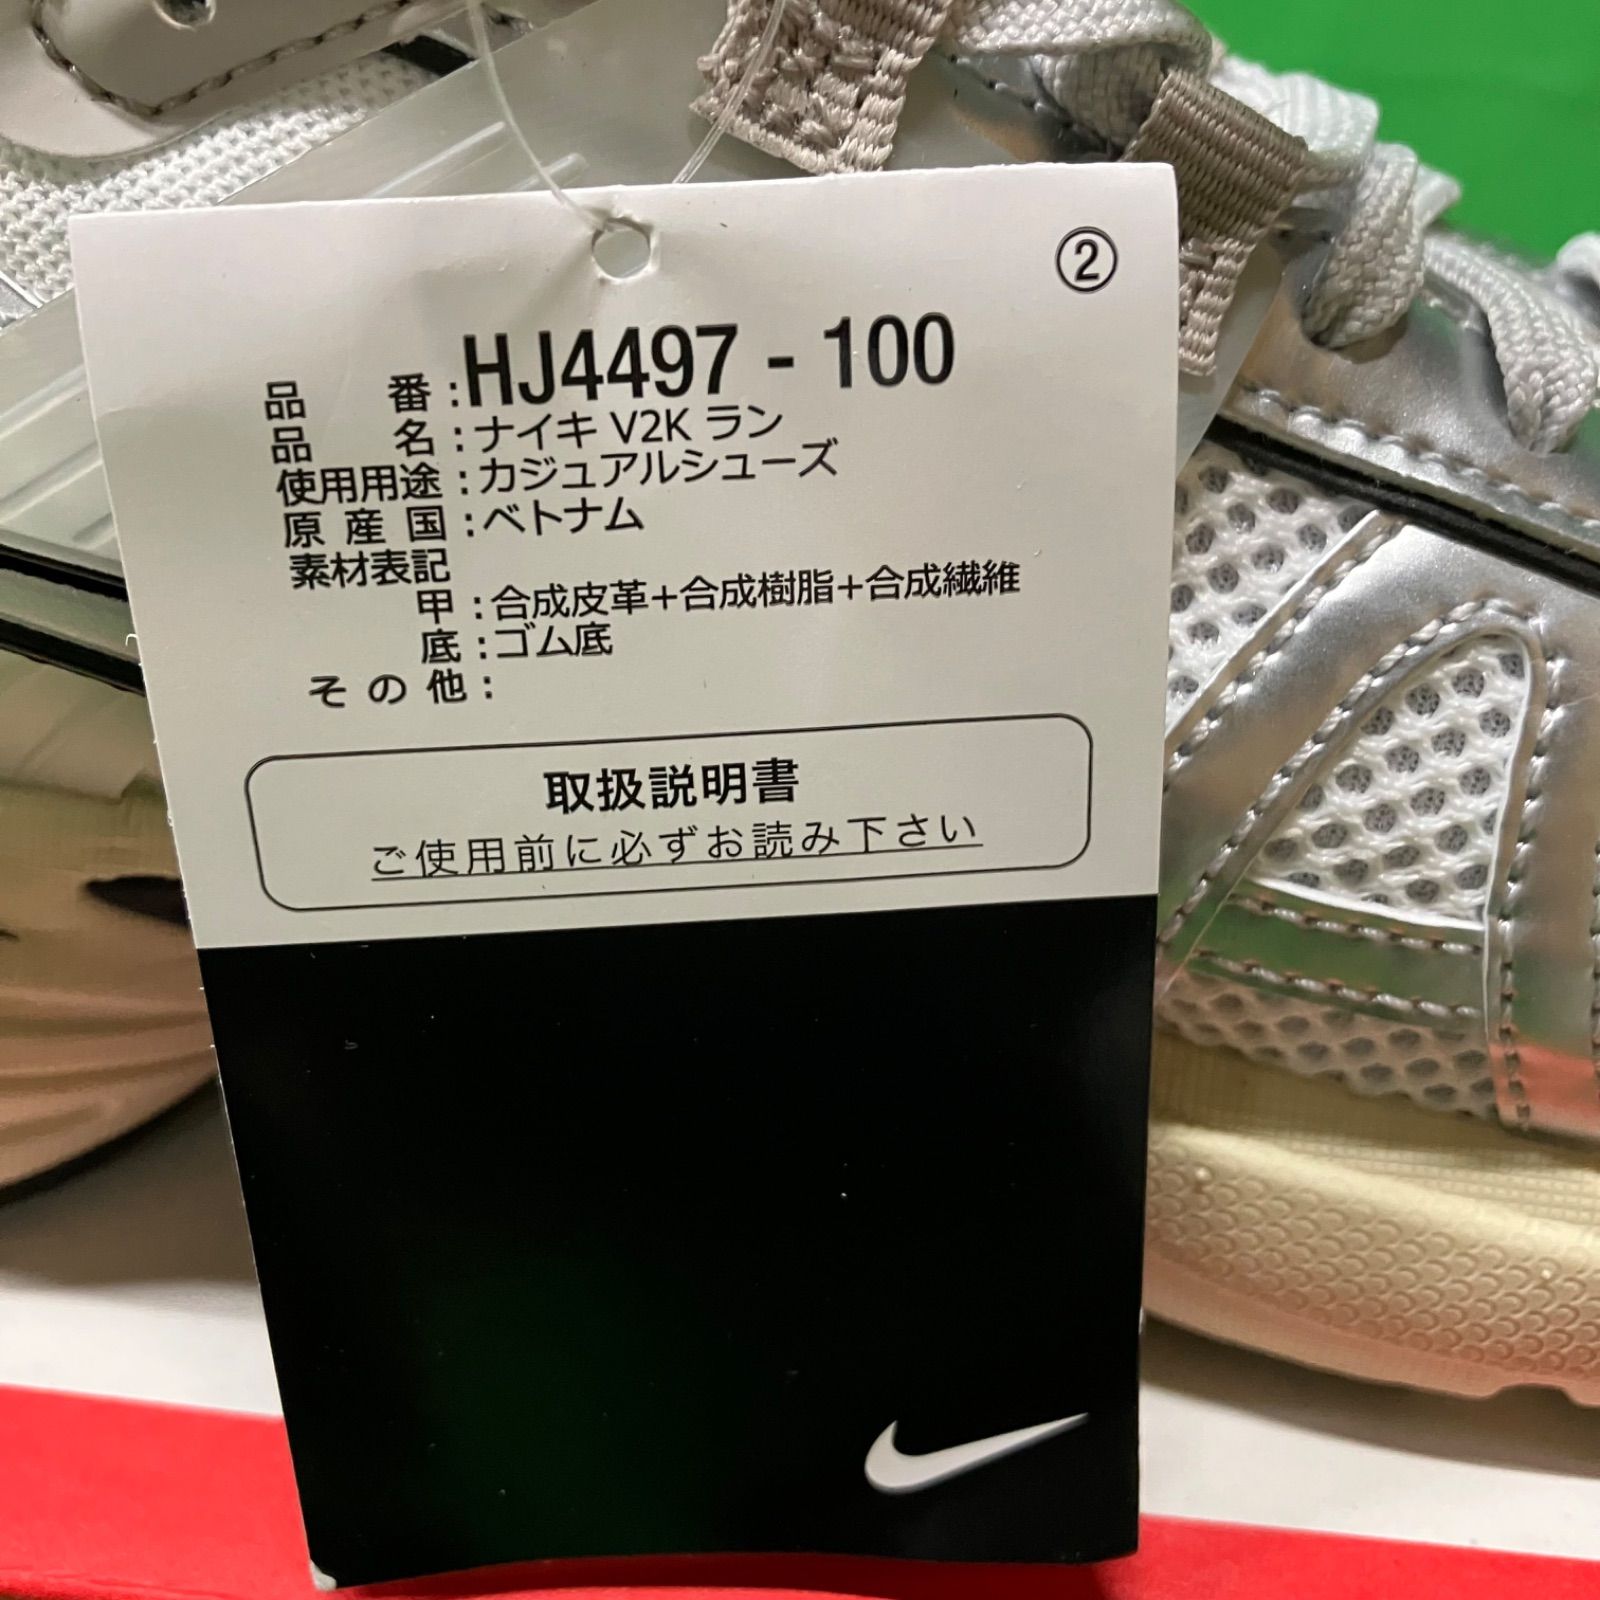 ②
品番:HJ4497 - 100
品名:ナイキ V2K ラン
使用用途:カジュアルシューズ
原産国:ベトナム
素材表記
甲:合成皮革+合成樹脂+合成繊維
底:ゴム底
その他:
取扱説明書
ご使用前に必ずお読み下さい